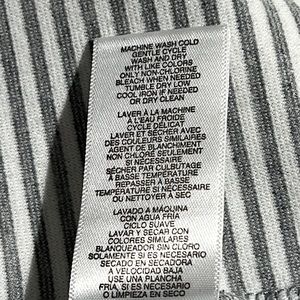 MACHINE WASH COLD
GENTLE CYCLE
WASH AND DRY
WITH LIKE COLORS
ONLY NON-CHLORINE
BLEACH WHEN NEEDED
TUMBLE DRY LOW
COOL IRON IF NEEDED
OR DRY CLEAN
LAVER À LA MACHINE
À L'EAU FROIDE
CYCLE DÉLICAT
LAVER ET SÉCHER AVEC
DES COULEURS SIMILAIRES
AGENT DE BLANCHIMENT
NON CHLORÉ SEULEMENT
SI NÉCESSAIRE
SÉCHER PAR CULBUTAGE
À BASSE TEMPÉRATURE
REPASSER À BASSE
TEMPÉRATURE SI NÉCESSAIRE
OU NETTOYER À SEC
LAVADO A MÁQUINA
CON AGUA FRÍA
CICLO SUAVE
LAVAR Y SECAR CON
COLORES SIMILARES
BLANQUEADOR SIN CLORO
SOLAMENTE SI ES NECESARIO
SECADO EN SECADORA
A VELOCIDAD BAJA
USE UNA PLANCHA
FRÍA SI ES NECESARIO
O LIMPIEZA EN SECO